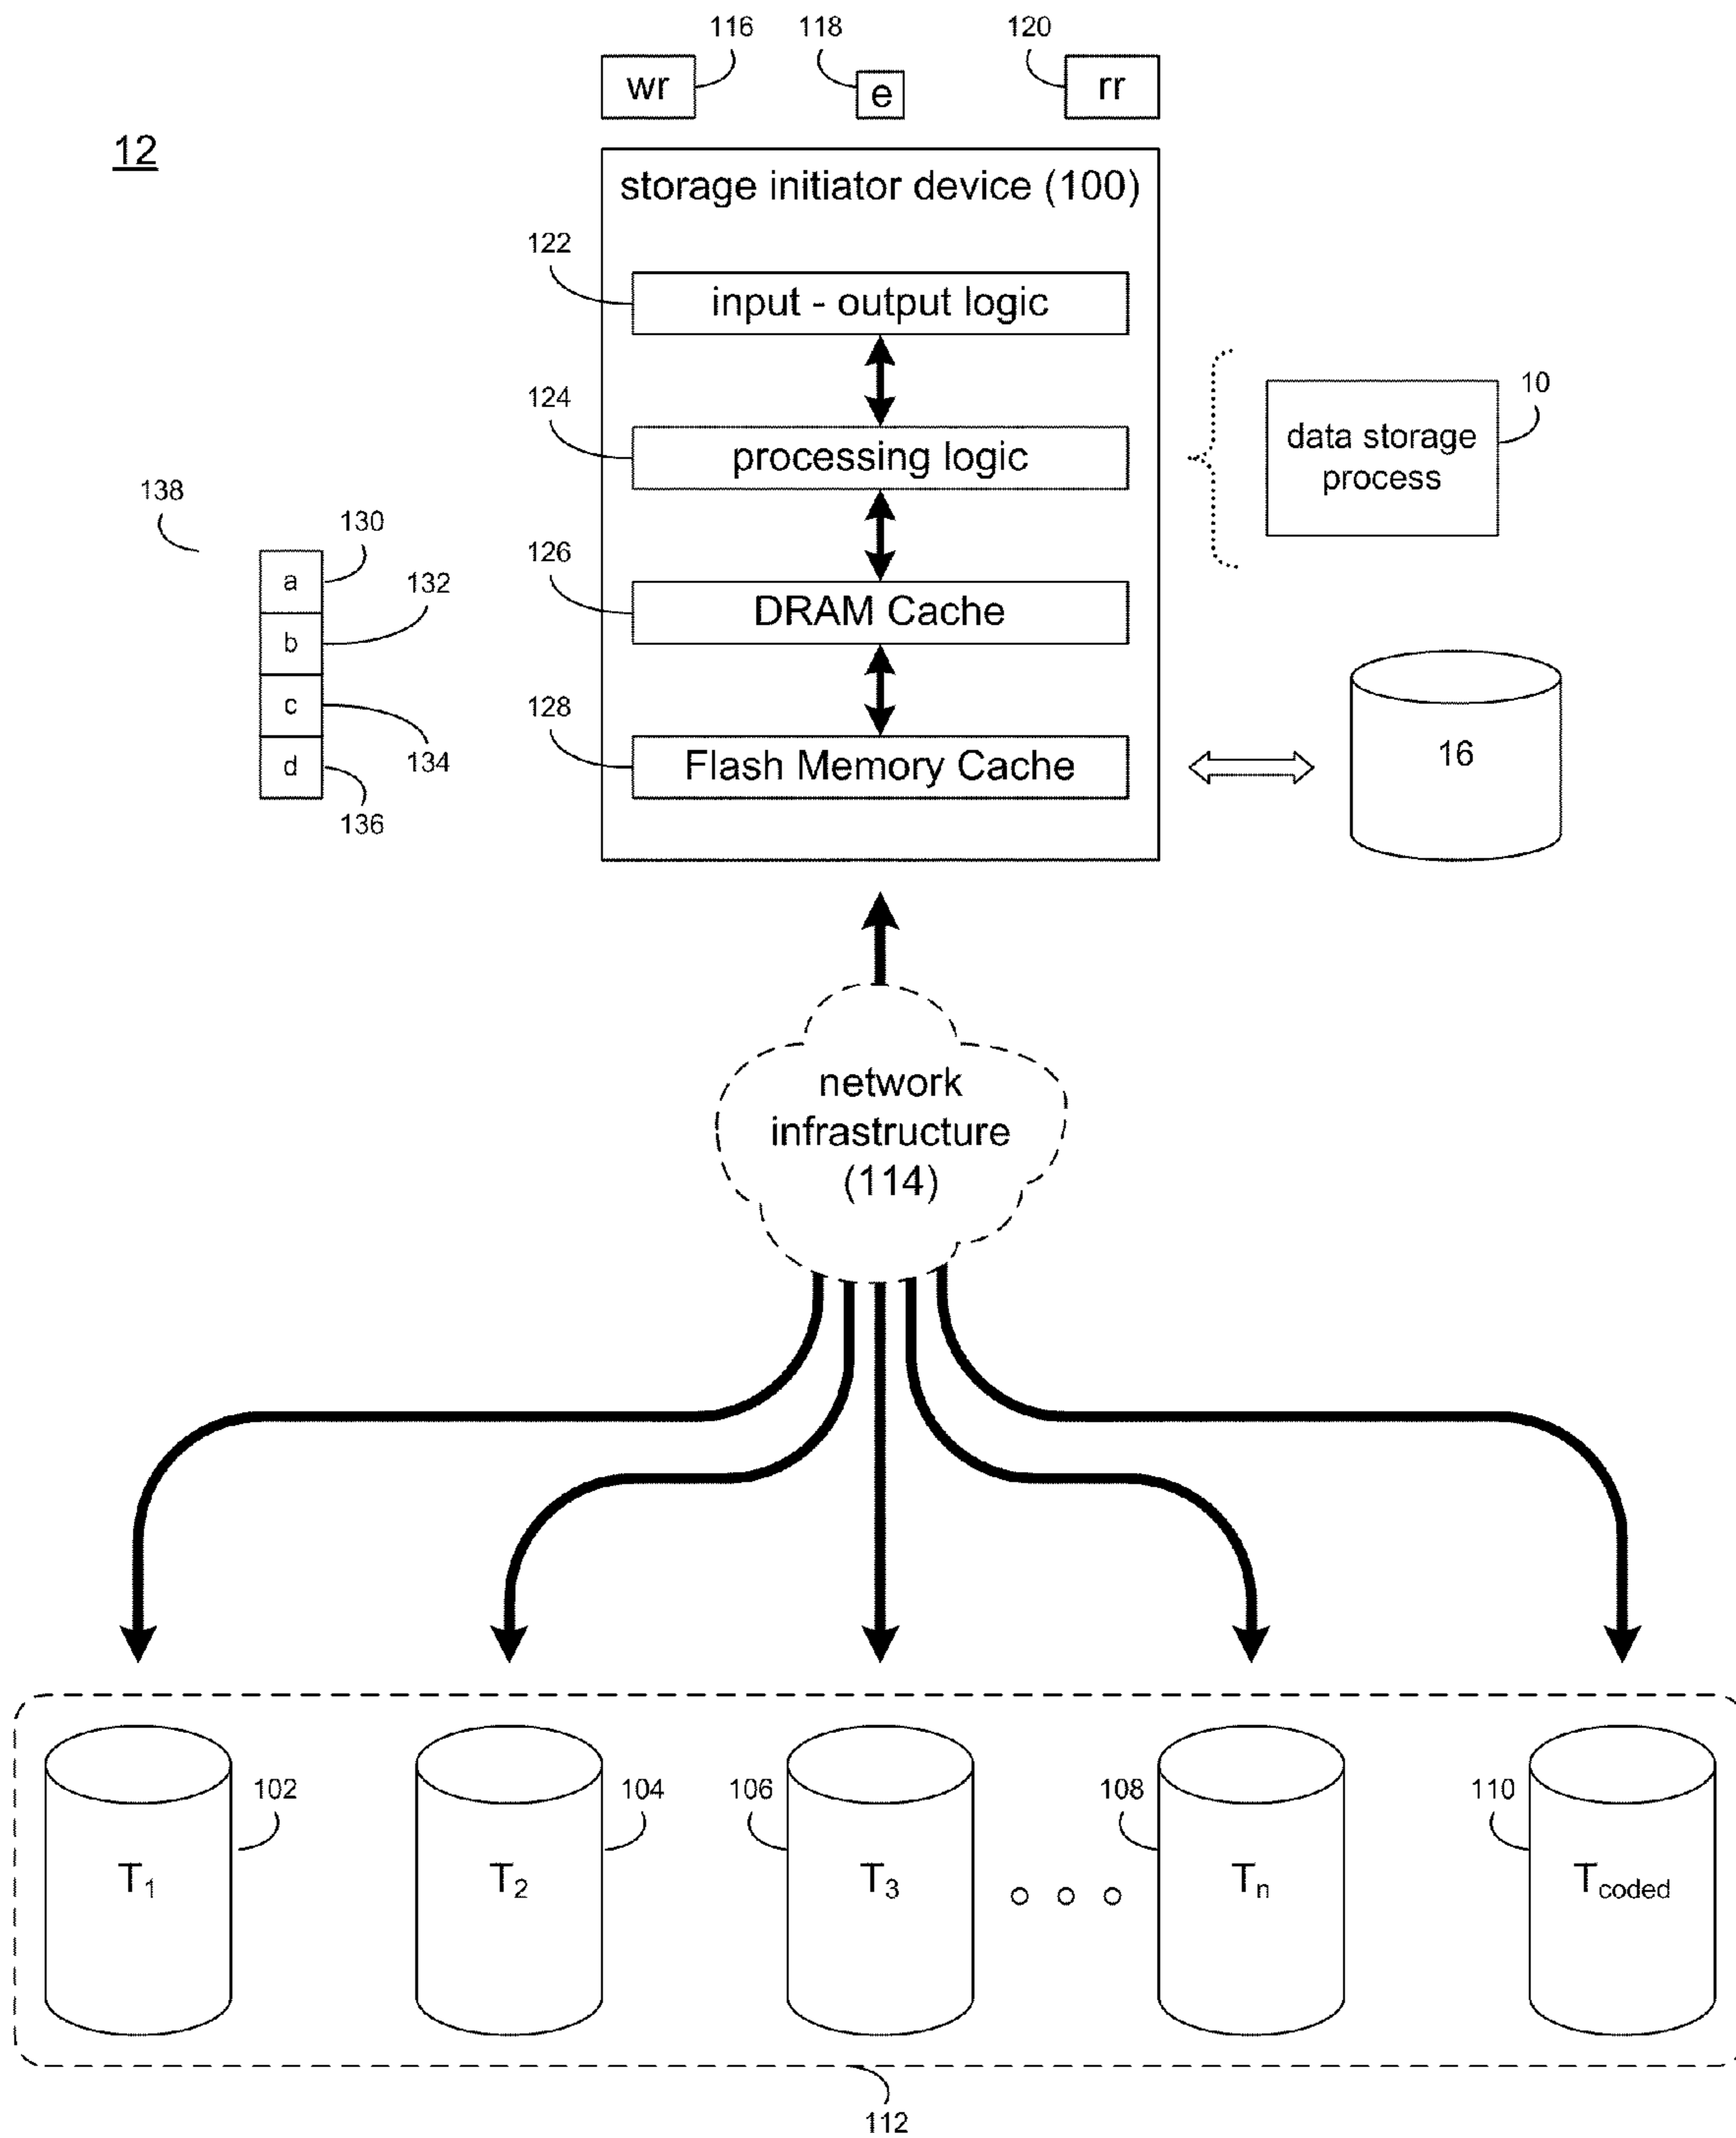 116
118
120
wr
e
rr
12
storage initiator device (100)
122
input - output logic
124
processing logic
10
data storage
process
138
130
a
132
b
126
DRAM Cache
c
134
128
Flash Memory Cache
16
d
136
network
infrastructure
(114)
102
104
106
108
110
T1
T2
T3
Tn
Tcoded
112